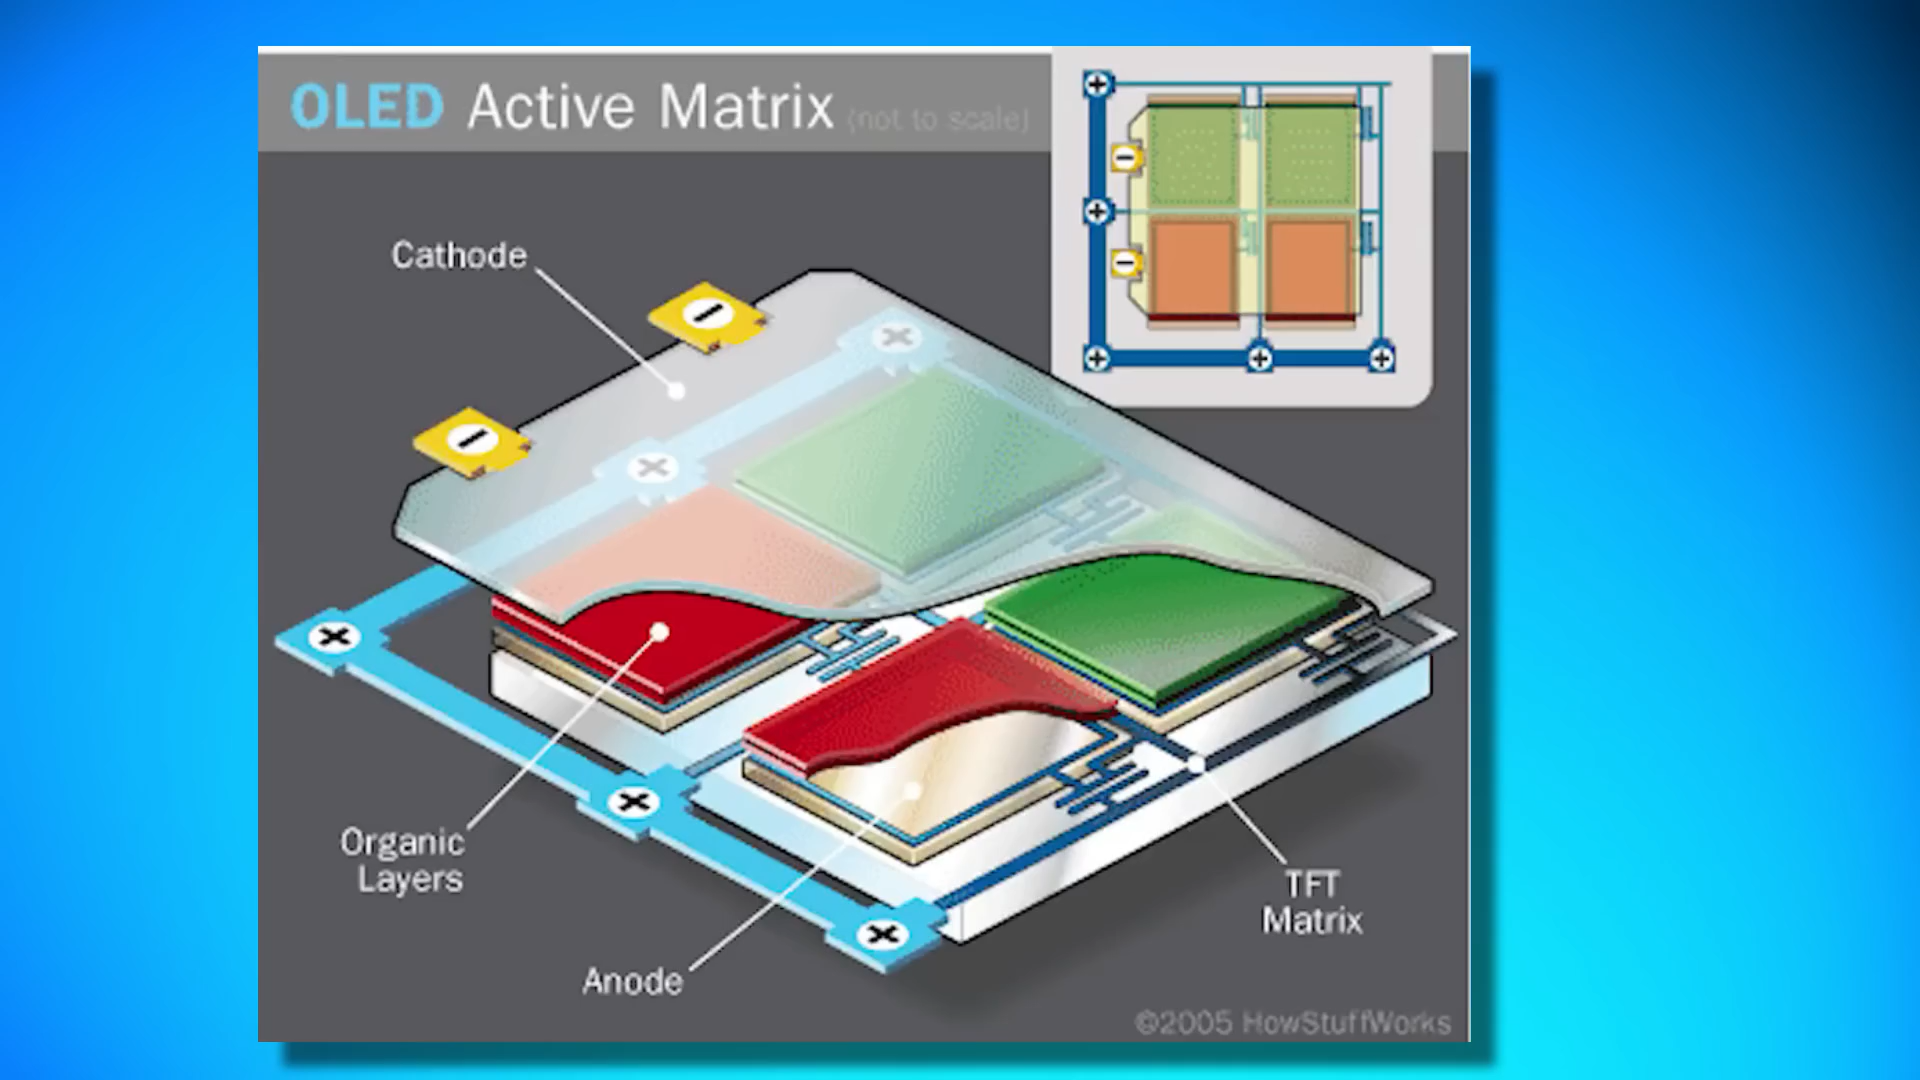 OLED Active Matrix (not to scale)
Cathode
Organic
Layers
TFT
Matrix
Anode
©2005 HowStuffWorks